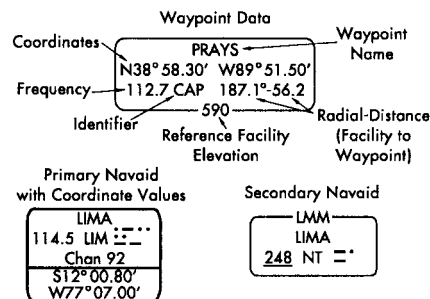 Waypoint Data
Coordinates
Waypoint Name
PRAYS
N38° 58.30′ W89° 51.50′
Frequency
112.7 CAP 187.1°-56.2
590
Identifier
Reference Facility Elevation
Radial-Distance (Facility to Waypoint)
Primary Navaid with Coordinate Values
LIMA
114.5 LIM
Chan 92
S12° 00.80′
W77° 07.00′
Secondary Navaid
LMM
LIMA
248 NT